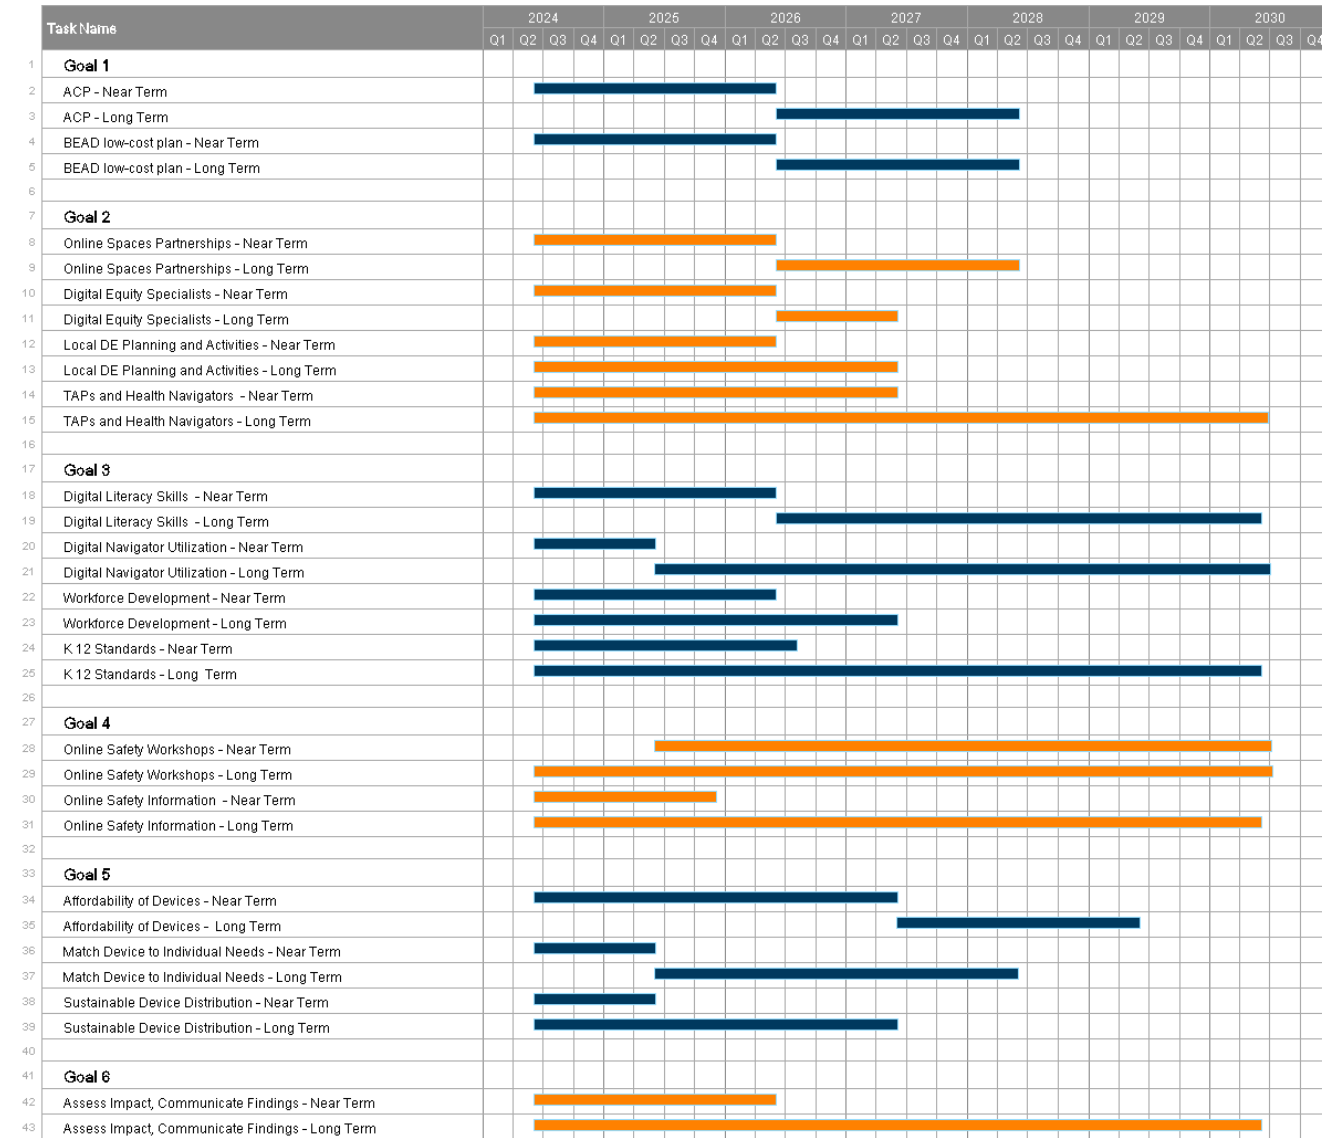 Task Name
2024 2025 2026 2027 2028 2029 2030
Q1 Q2 Q3 Q4 Q1 Q2 Q3 Q4 Q1 Q2 Q3 Q4 Q1 Q2 Q3 Q4 Q1 Q2 Q3 Q4 Q1 Q2 Q3 Q4 Q1 Q2 Q3 Q4
1 Goal 1
2 ACP - Near Term
3 ACP - Long Term
4 BEAD low-cost plan - Near Term
5 BEAD low-cost plan - Long Term
6
7 Goal 2
8 Online Spaces Partnerships - Near Term
9 Online Spaces Partnerships - Long Term
10 Digital Equity Specialists - Near Term
11 Digital Equity Specialists - Long Term
12 Local DE Planning and Activities - Near Term
13 Local DE Planning and Activities - Long Term
14 TAPs and Health Navigators - Near Term
15 TAPs and Health Navigators - Long Term
16
17 Goal 3
18 Digital Literacy Skills - Near Term
19 Digital Literacy Skills - Long Term
20 Digital Navigator Utilization - Near Term
21 Digital Navigator Utilization - Long Term
22 Workforce Development - Near Term
23 Workforce Development - Long Term
24 K 12 Standards - Near Term
25 K 12 Standards - Long Term
26
27 Goal 4
28 Online Safety Workshops - Near Term
29 Online Safety Workshops - Long Term
30 Online Safety Information - Near Term
31 Online Safety Information - Long Term
32
33 Goal 5
34 Affordability of Devices - Near Term
35 Affordability of Devices - Long Term
36 Match Device to Individual Needs - Near Term
37 Match Device to Individual Needs - Long Term
38 Sustainable Device Distribution - Near Term
39 Sustainable Device Distribution - Long Term
40
41 Goal 6
42 Assess Impact, Communicate Findings - Near Term
43 Assess Impact, Communicate Findings - Long Term